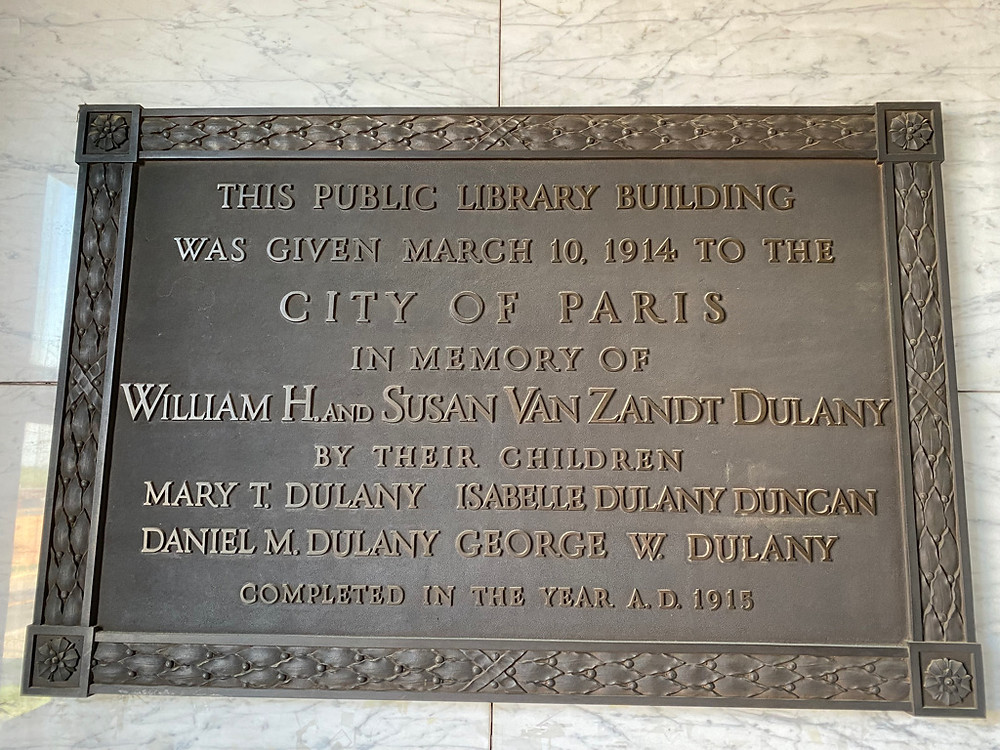 THIS PUBLIC LIBRARY BUILDING
WAS GIVEN MARCH 10, 1914 TO THE
CITY OF PARIS
IN MEMORY OF
WILLIAM H. AND SUSAN VAN ZANDT DULANY
BY THEIR CHILDREN
MARY T. DULANY ISABELLE DULANY DUNCAN
DANIEL M. DULANY GEORGE W. DULANY
COMPLETED IN THE YEAR A.D. 1915